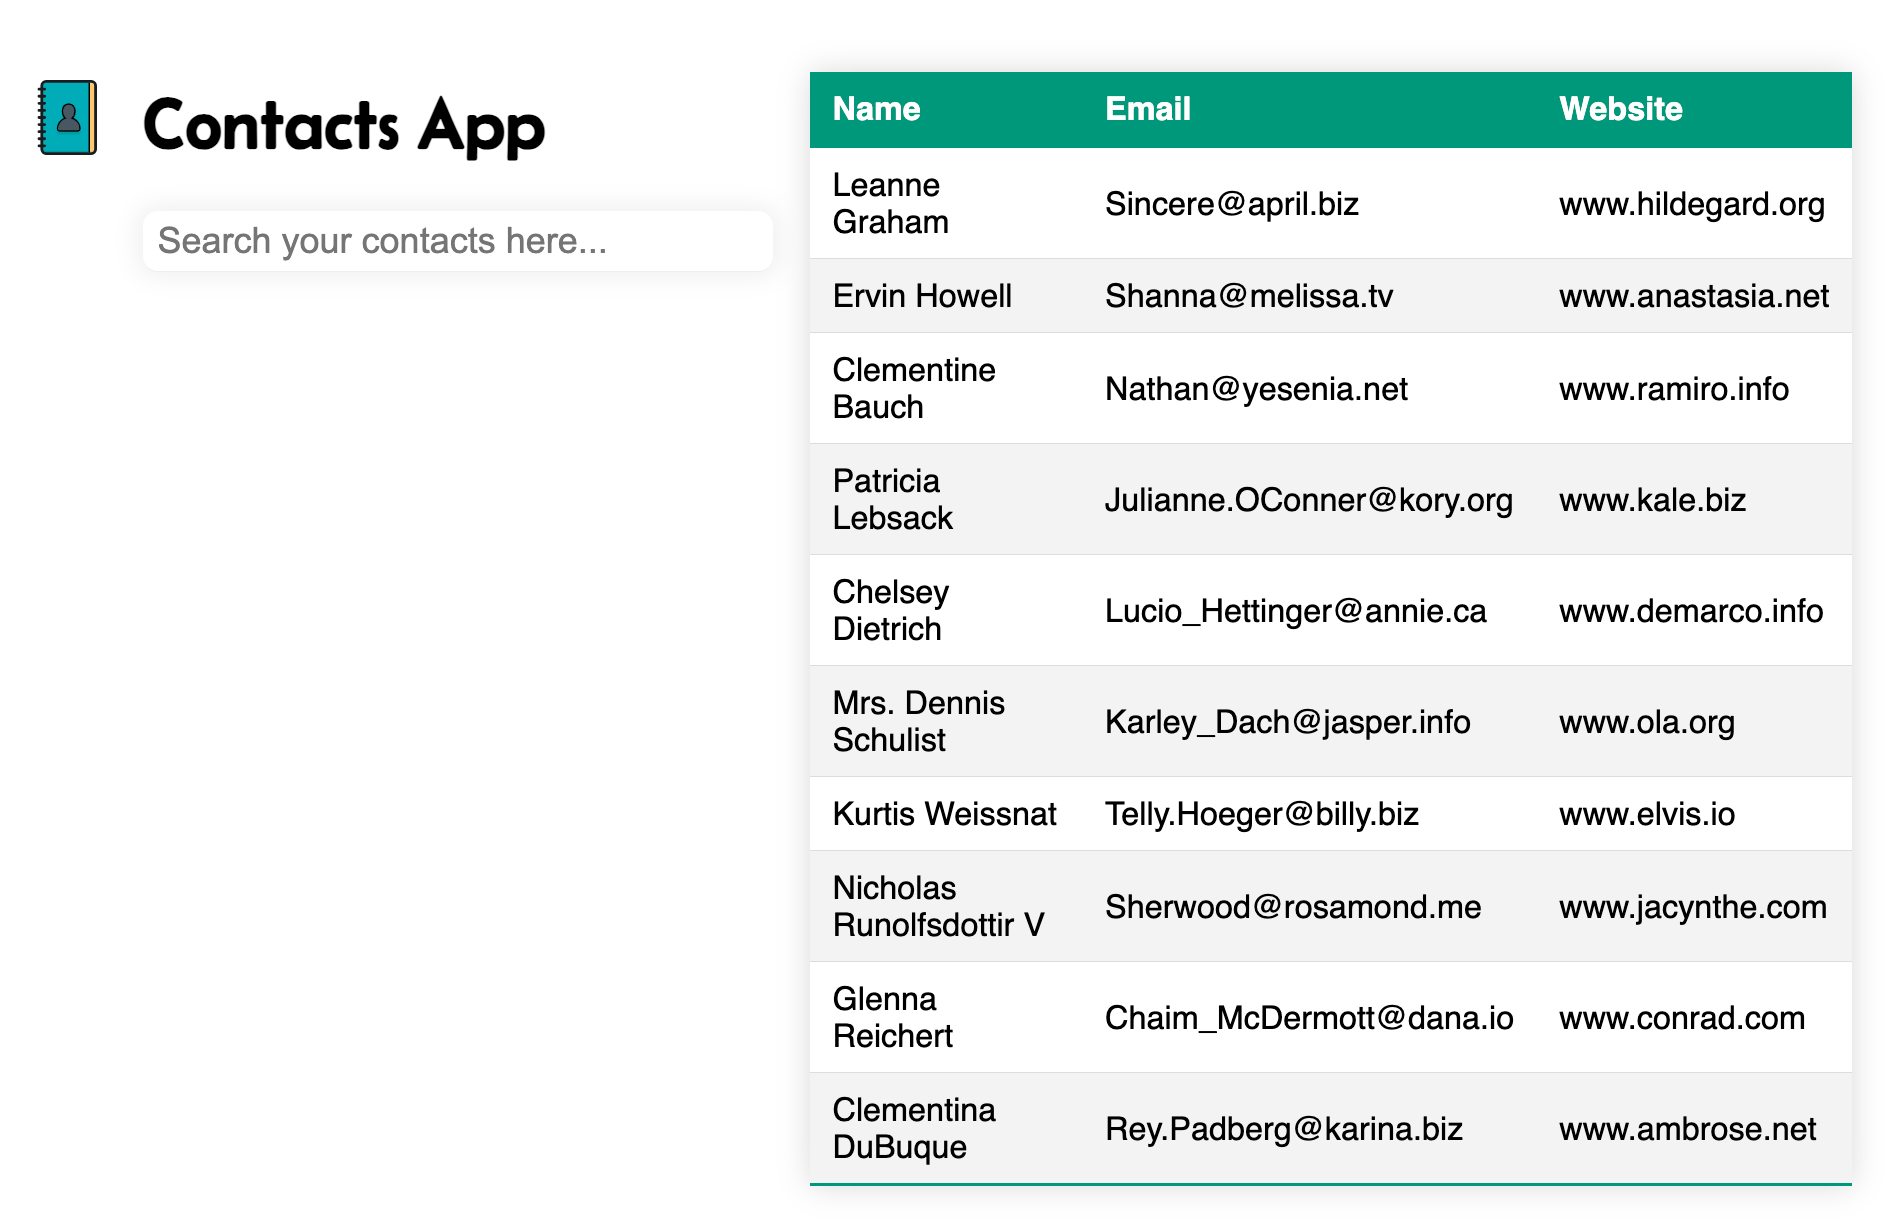 Contacts App
Search your contacts here...
Name Email Website
Leanne
Graham
Sincere@april.biz www.hildegard.org
Ervin Howell Shanna@melissa.tv www.anastasia.net
Clementine
Bauch
Nathan@yesenia.net www.ramiro.info
Patricia
Lebsack
Julianne.OConner@kory.org www.kale.biz
Chelsey
Dietrich
Lucio_Hettinger@annie.ca www.demarco.info
Mrs. Dennis
Schulist
Karley_Dach@jasper.info www.ola.org
Kurtis Weissnat Telly.Hoeger@billy.biz www.elvis.io
Nicholas
Runolfsdottir V
Sherwood@rosamond.me www.jacynthe.com
Glenna
Reichert
Chaim_McDermott@dana.io www.conrad.com
Clementina
DuBuque
Rey.Padberg@karina.biz www.ambrose.net